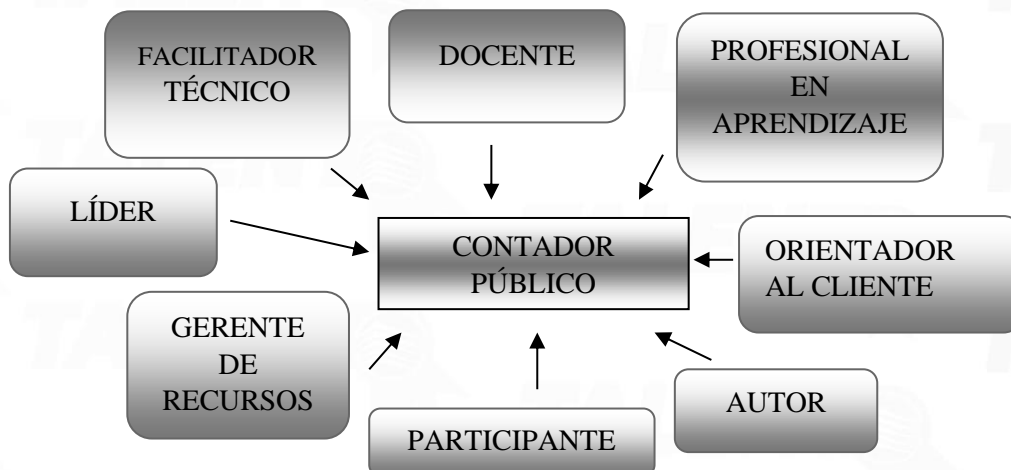 FACILITADOR
TÉCNICO
DOCENTE
PROFESIONAL
EN
APRENDIZAJE
LÍDER
CONTADOR
PÚBLICO
ORIENTADOR
AL CLIENTE
GERENTE
DE
RECURSOS
PARTICIPANTE
AUTOR